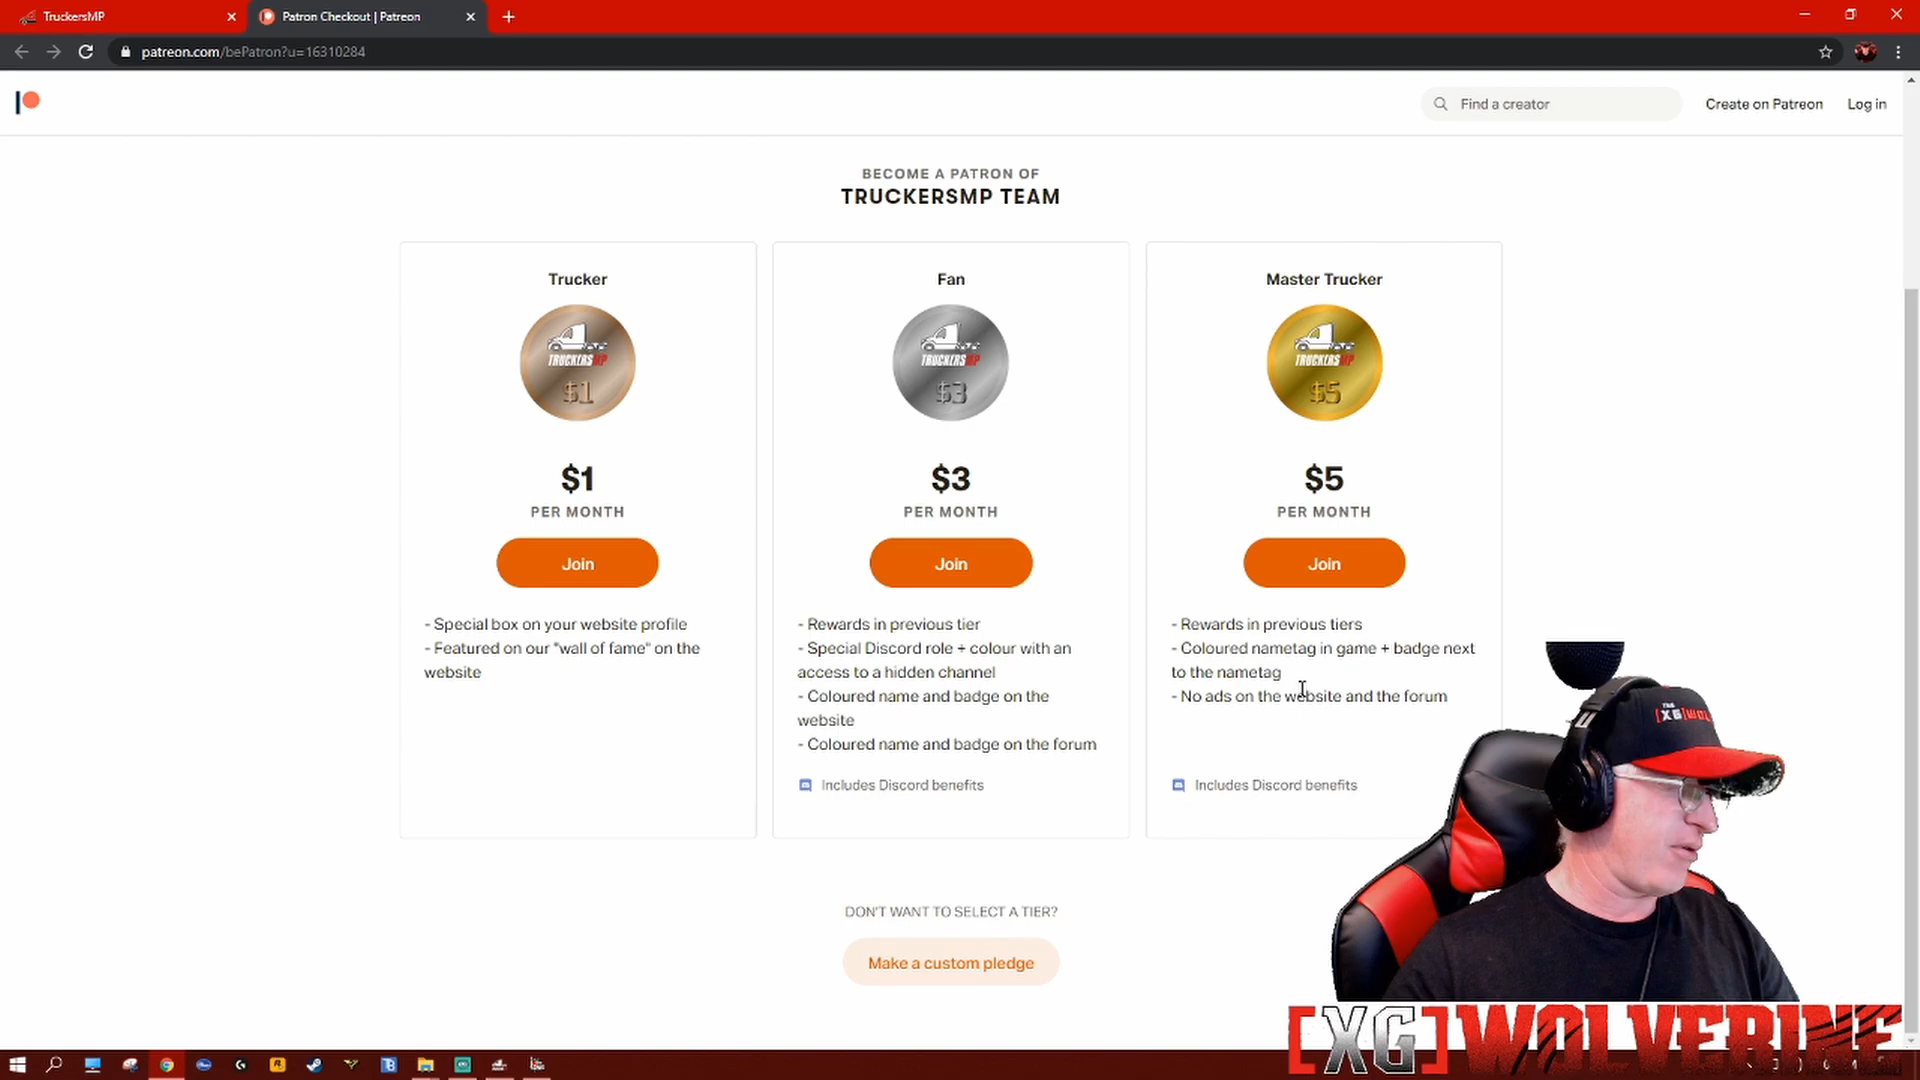 TruckersMP
Patron Checkout | Patreon
patreon.com/bePatron?u=16310284
Find a creator
Create on Patreon
Log in
BECOME A PATRON OF
TRUCKERSMP TEAM
Trucker
TRUCKERSMP
$1
$1
PER MONTH
Join
- Special box on your website profile
- Featured on our "wall of fame" on the
website
Fan
TRUCKERSMP
$3
$3
PER MONTH
Join
- Rewards in previous tier
- Special Discord role + colour with an
access to a hidden channel
- Coloured name and badge on the
website
- Coloured name and badge on the forum
Includes Discord benefits
Master Trucker
TRUCKERSMP
$5
$5
PER MONTH
Join
- Rewards in previous tiers
- Coloured nametag in game + badge next
to the nametag
- No ads on the website and the forum
Includes Discord benefits
DON'T WANT TO SELECT A TIER?
Make a custom pledge
[XG]WOLVERINE